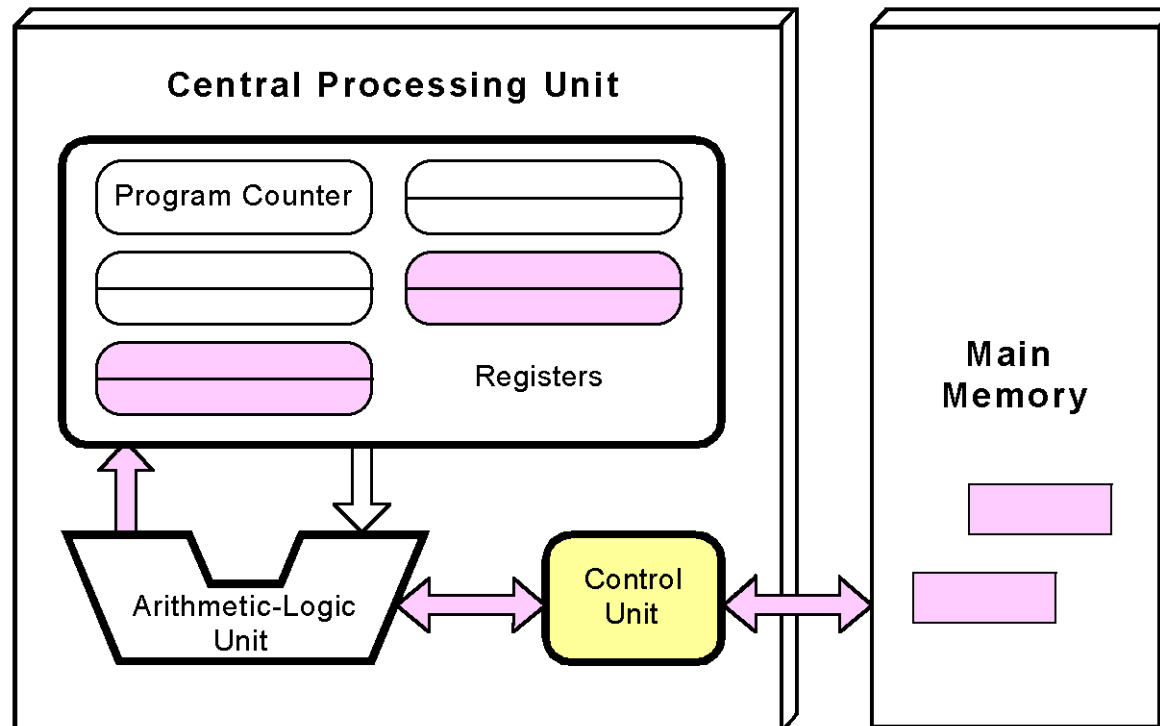 Central Processing Unit
Program Counter
Registers
Main
Memory
Arithmetic-Logic
Unit
Control
Unit